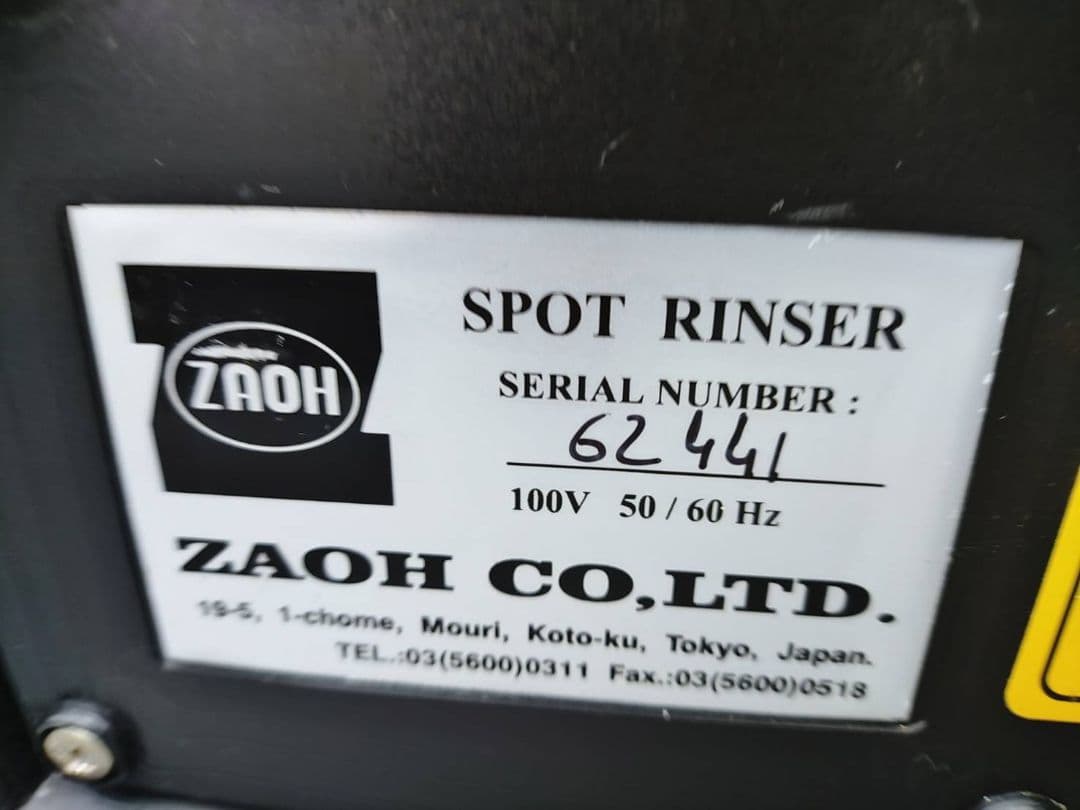 ZAOH
SPOT RINSER
SERIAL NUMBER :
62441
100V 50 / 60 Hz
ZAOH CO,LTD.
19-5, 1-chome, Mouri, Koto-ku, Tokyo, Japan.
TEL.:03(5600)0311 Fax.:03(5600)0518